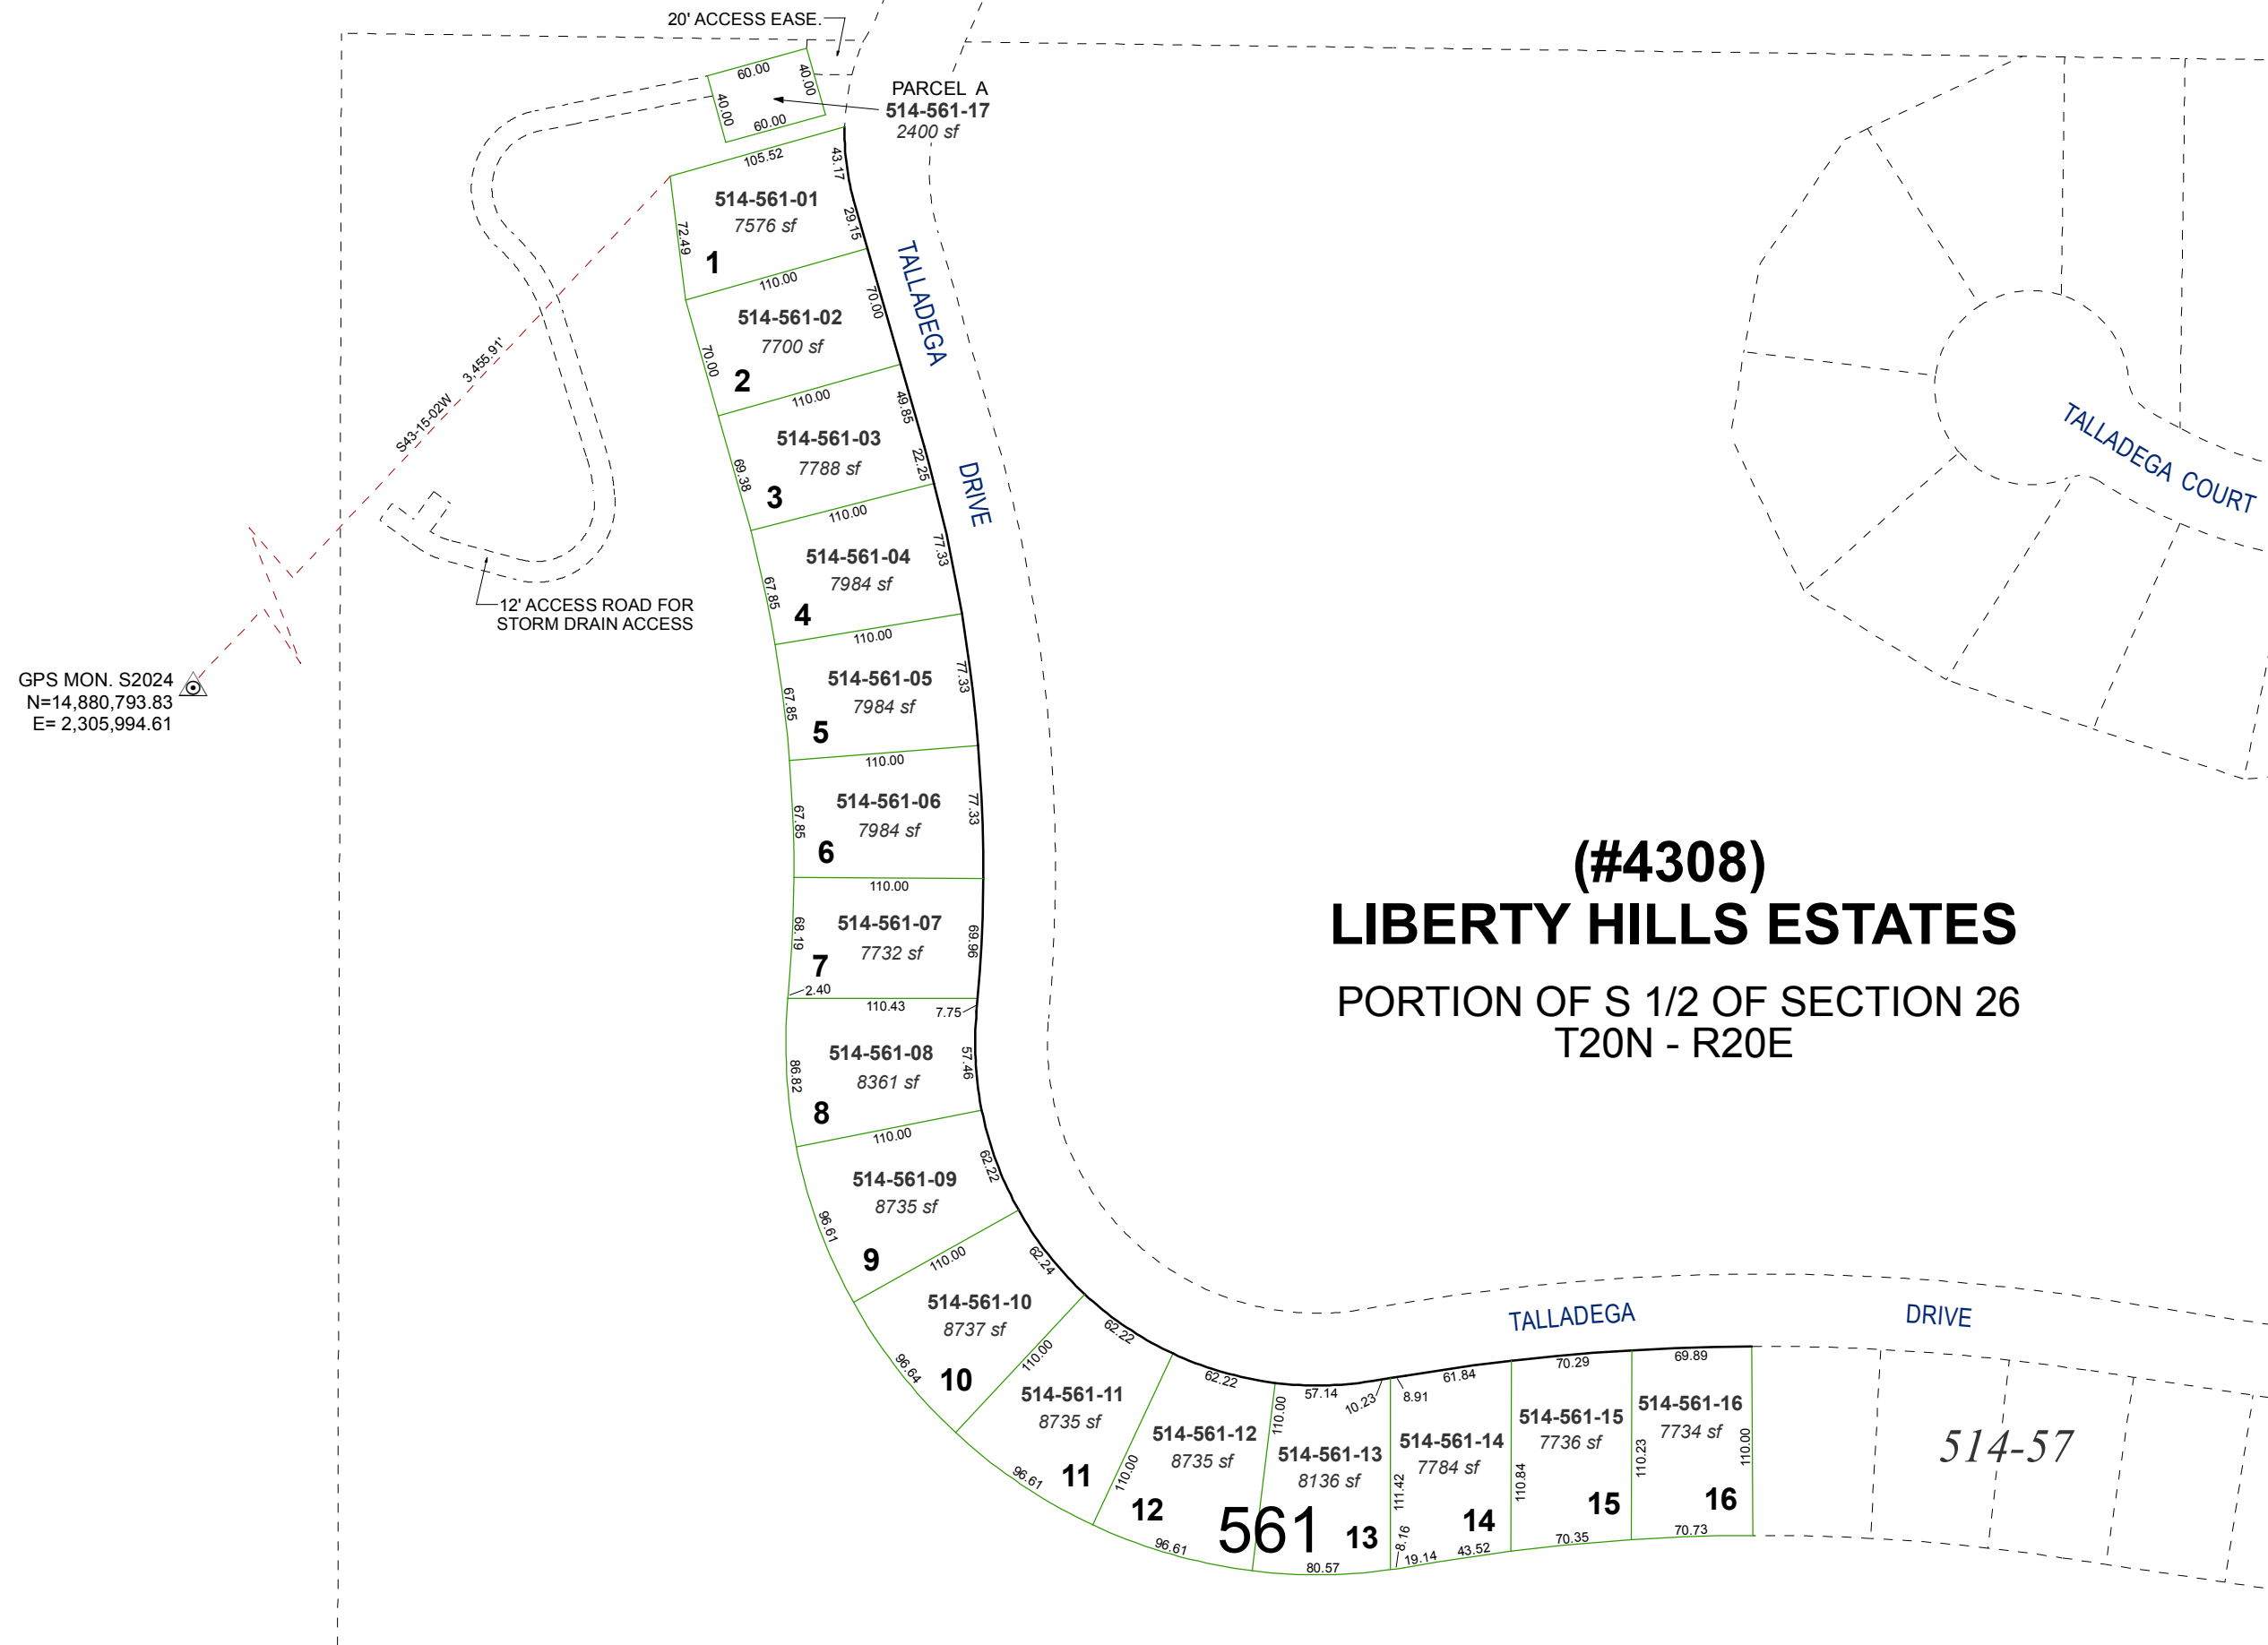 20' ACCESS EASE.
60.00
40.00
40.00
60.00
PARCEL A
514-561-17
2400 sf
105.52
43.17
514-561-01
7576 sf
29.15
72.49
1
110.00
70.00
514-561-02
7700 sf
70.00
2
110.00
49.85
514-561-03
7788 sf
22.25
69.38
3
110.00
77.33
514-561-04
7984 sf
67.85
4
110.00
77.33
514-561-05
7984 sf
67.85
5
110.00
77.33
514-561-06
7984 sf
67.85
6
110.00
514-561-07
7732 sf
68.19
69.96
7
2.40
110.43
7.75
514-561-08
8361 sf
57.46
86.82
8
110.00
62.22
514-561-09
8735 sf
96.61
9
110.00
62.24
514-561-10
8737 sf
96.64
10
110.00
62.22
514-561-11
8735 sf
96.61
11
110.00
62.22
514-561-12
8735 sf
96.61
12
110.00
57.14
10.23
514-561-13
8136 sf
561
13
80.57
111.42
8.91
61.84
514-561-14
7784 sf
14
8.16
19.14
43.52
110.84
70.29
514-561-15
7736 sf
15
70.35
110.23
69.89
514-561-16
7734 sf
16
70.73
110.00
514-57
TALLADEGA
DRIVE
TALLADEGA
DRIVE
TALLADEGA COURT
S43-15-02W
3,455.91'
12' ACCESS ROAD FOR
STORM DRAIN ACCESS
GPS MON. S2024
N=14,880,793.83
E= 2,305,994.61
(#4308)
LIBERTY HILLS ESTATES
PORTION OF S 1/2 OF SECTION 26
T20N - R20E